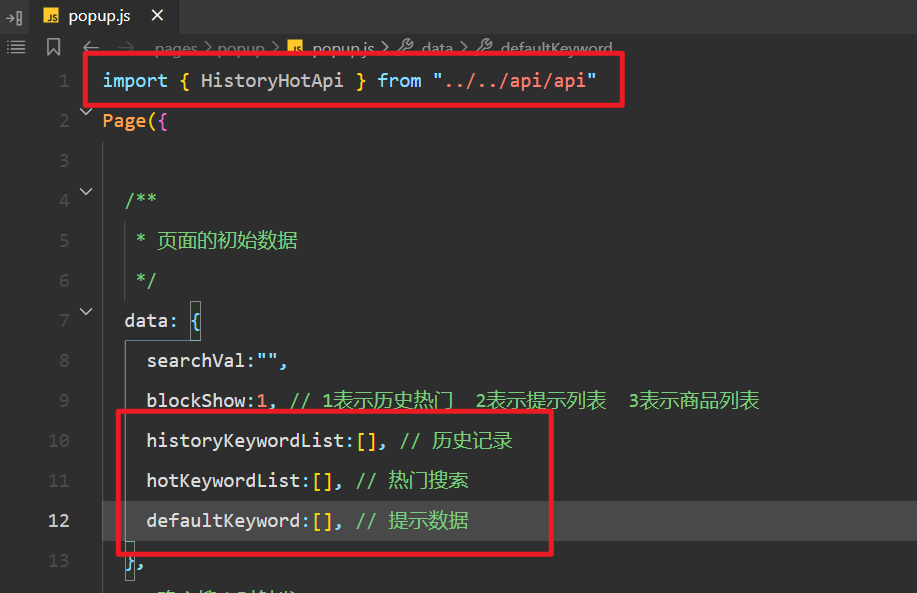 JS popup.js ×
pages > popup > JS popup.js > data > defaultKeyword
1 import { HistoryHotApi } from "../../api/api"
2 Page({
3
4 /**
5 * 页面的初始数据
6 */
7 data: {
8 searchVal:"",
9 blockShow:1, // 1表示历史热门 2表示提示列表 3表示商品列表
10 historyKeywordList:[], // 历史记录
11 hotKeywordList:[], // 热门搜索
12 defaultKeyword:[], // 提示数据
13 },